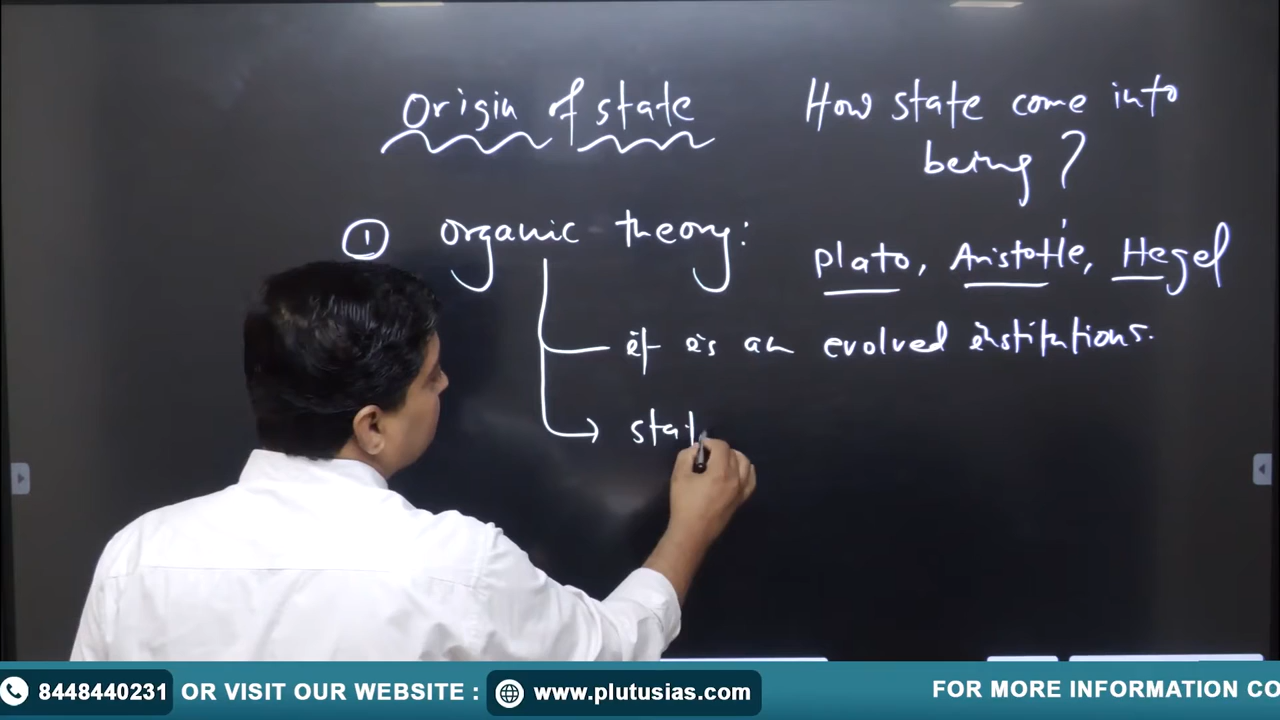 Origin of state
How state come into
being?
① organic theory:
Plato, Aristotle, Hegel
it is an evolved institutions.
stat
8448440231 OR VISIT OUR WEBSITE : www.plutusias.com FOR MORE INFORMATION CO